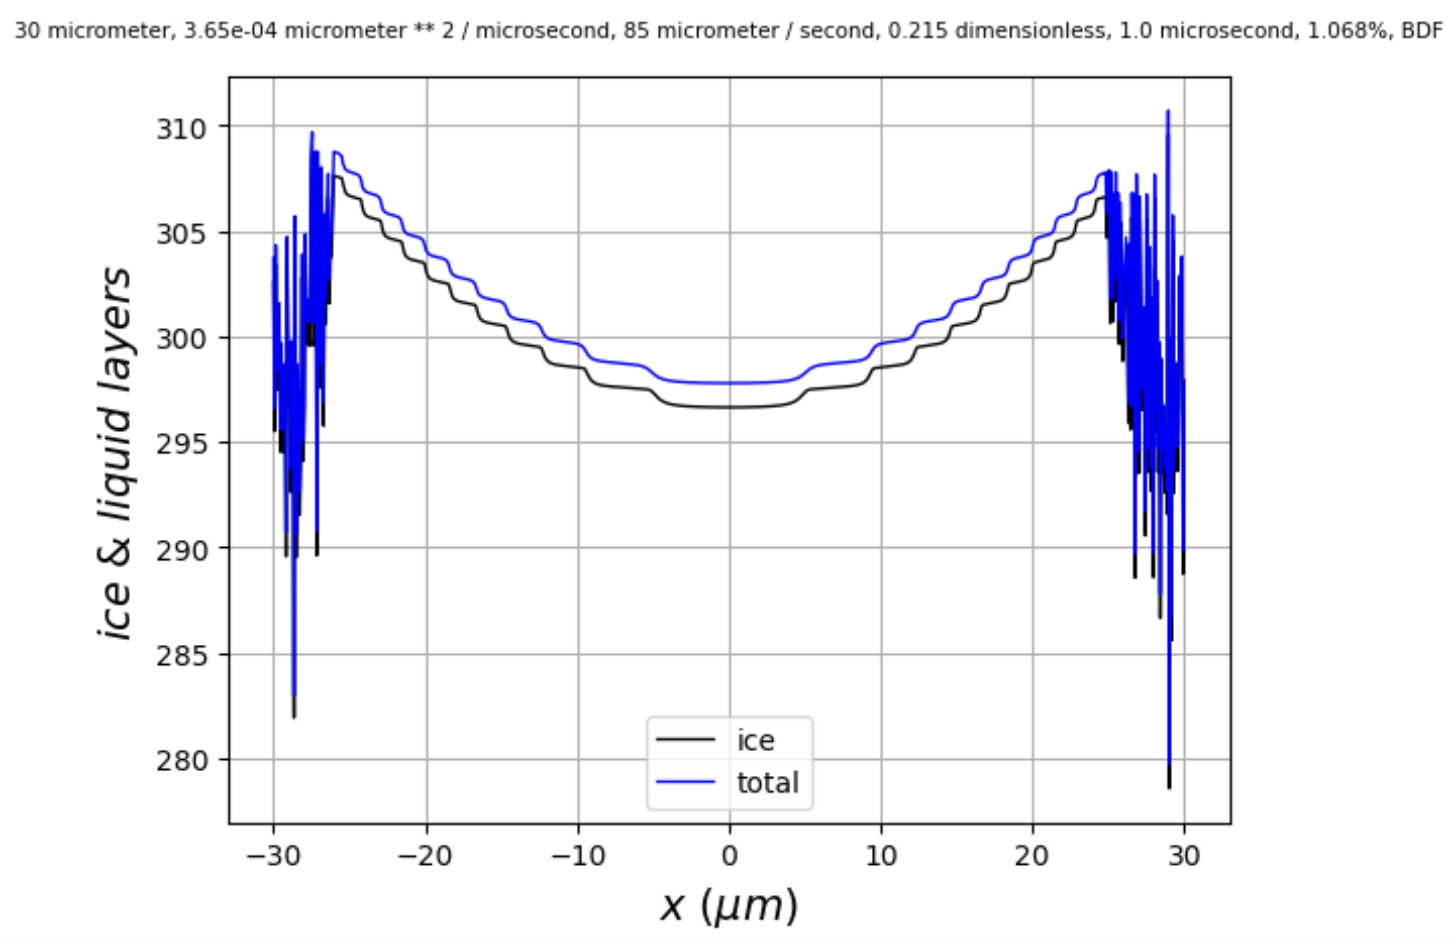 30 micrometer, 3.65e-04 micrometer ** 2 / microsecond, 85 micrometer / second, 0.215 dimensionless, 1.0 microsecond, 1.068%, BDF
310
305
300
295
290
285
280
ice & liquid layers
ice
total
−30 −20 −10 0 10 20 30
x (μm)